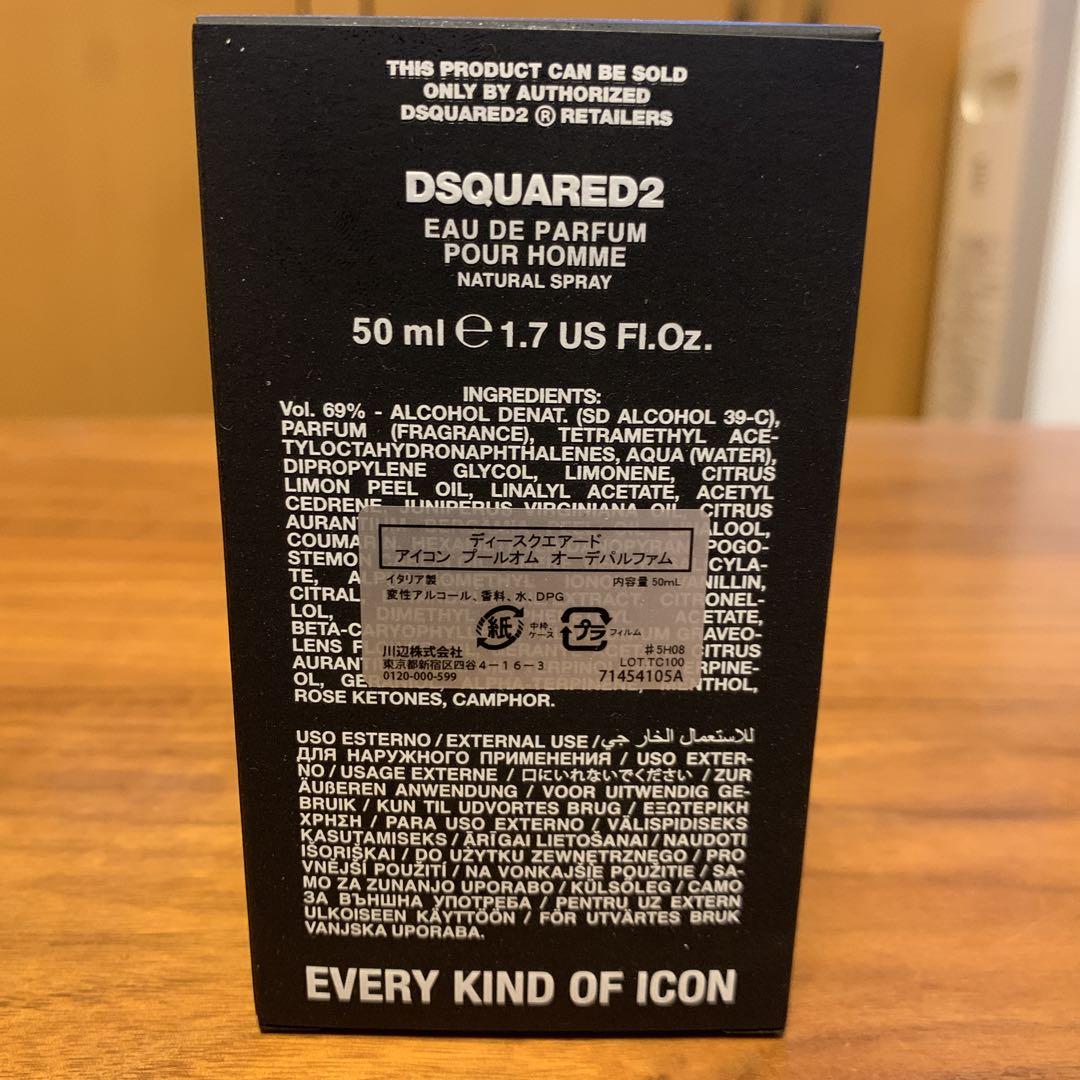 THIS PRODUCT CAN BE SOLD
ONLY BY AUTHORIZED
DSQUARED2 ® RETAILERS
DSQUARED2
EAU DE PARFUM
POUR HOMME
NATURAL SPRAY
50 ml ℮ 1.7 US Fl.Oz.
INGREDIENTS:
Vol. 69% - ALCOHOL DENAT. (SD ALCOHOL 39-C),
PARFUM (FRAGRANCE), TETRAMETHYL ACE-
TYLOCTAHYDRONAPHTHALENES, AQUA (WATER),
DIPROPYLENE GLYCOL, LIMONENE, CITRUS
LIMON PEEL OIL, LINALYL ACETATE, ACETYL
CEDRENE, JUNIPERUS VIRGINIANA OIL, CITRUS
ディースクエアード
アイコン プールオム オーデパルファム
イタリア製 内容量 50mL
変性アルコール、香料、水、DPG
紙 中枠、ケース プラ フィルム
川辺株式会社 #5H08
東京都新宿区四谷4-16-3 LOT.TC100
0120-000-599 71454105A
ROSE KETONES, CAMPHOR.
USO ESTERNO / EXTERNAL USE / للاستعمال الخار جي
ДЛЯ НАРУЖНОГО ПРИМЕНЕНИЯ / USO EXTER-
NO / USAGE EXTERNE / 口にいれないでください / ZUR
ÄUßEREN ANWENDUNG / VOOR UITWENDIG GE-
BRUIK / KUN TIL UDVORTES BRUG / ΕΞΩΤΕΡΙΚΗ
ΧΡΗΣΗ / PARA USO EXTERNO / VÄLISPIDISEKS
KASUTAMISEKS / ĀRĪGAI LIETOŠANAI / NAUDOTI
IŠORIŠKAI / DO UŻYTKU ZEWNĘTRZNEGO / PRO
VNĚJŠÍ POUŽITÍ / NA VONKAJŠIE POUŽITIE / SA-
MO ZA ZUNANJO UPORABO / KÜLSŐLEG / САМО
ЗА ВЪНШНА УПОТРЕБА / PENTRU UZ EXTERN
ULKOISEEN KÄYTTÖÖN / FÖR UTVÄRTES BRUK
VANJSKA UPORABA.
EVERY KIND OF ICON